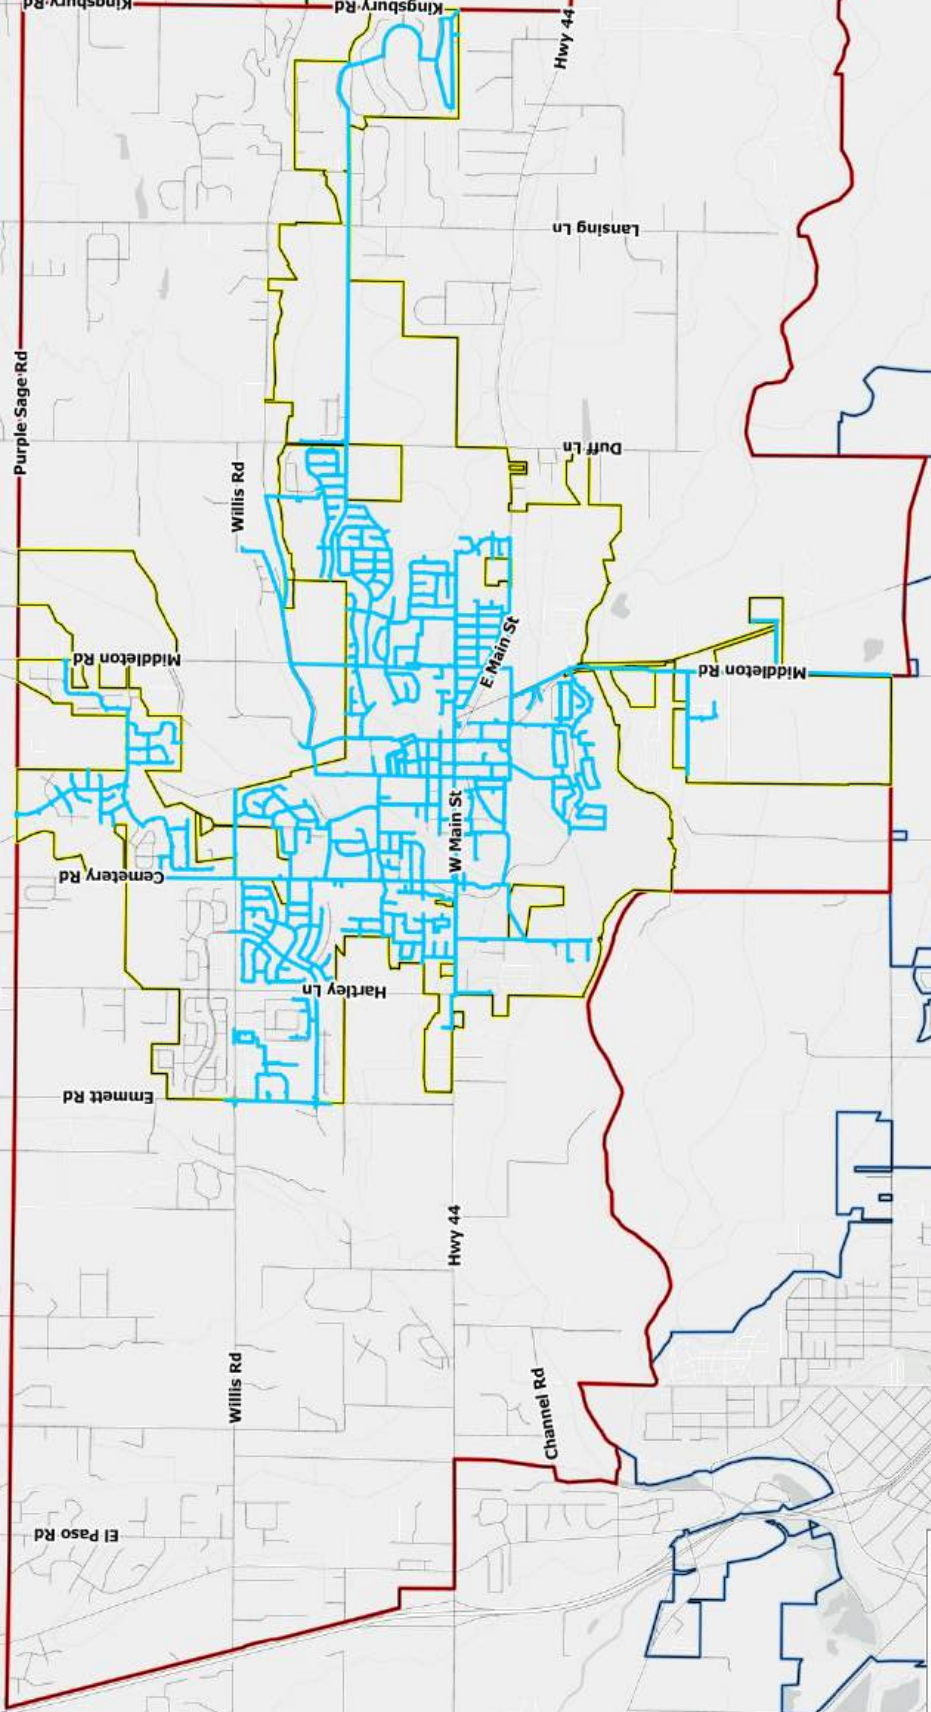 Kingsbury Rd
Kingsbury Rd
Hwy 44
Lansing Ln
Purple Sage Rd
Duff Ln
Willis Rd
E Main St
Middleton Rd
Middleton Rd
W Main St
Cemetery Rd
Hartley Ln
Emmett Rd
Hwy 44
Willis Rd
Channel Rd
El Paso Rd